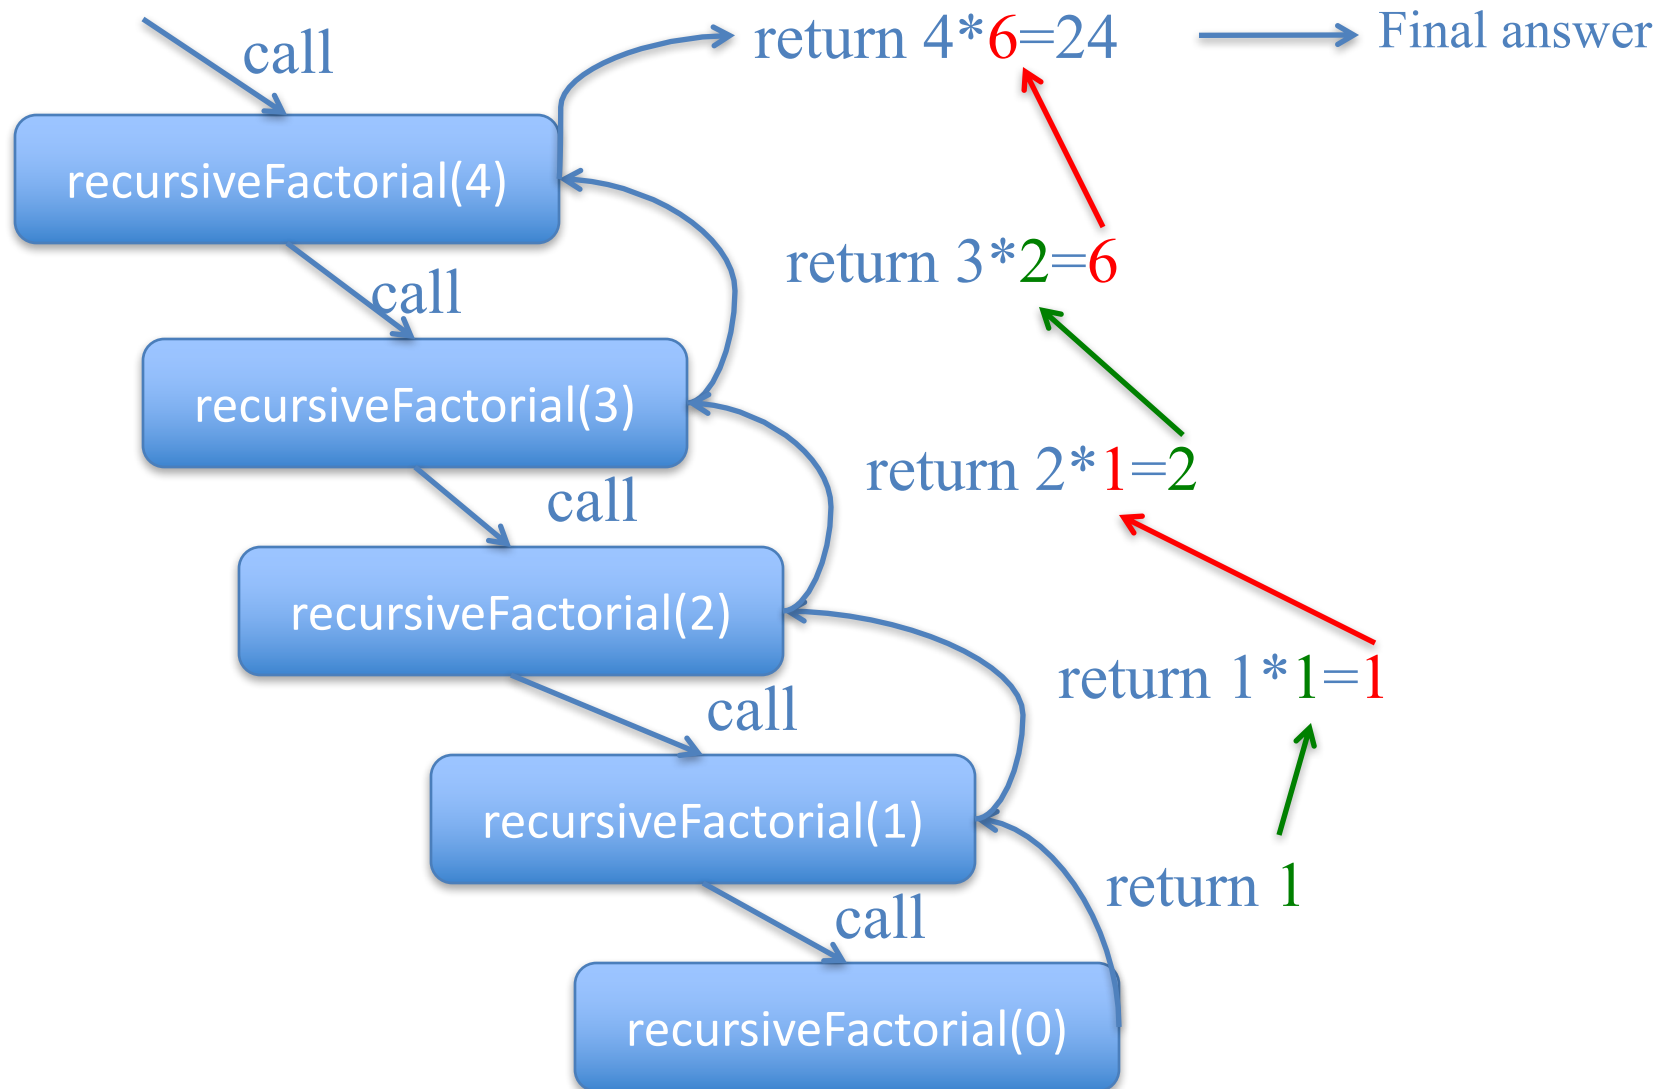 call
return 4*6=24
Final answer
recursiveFactorial(4)
call
return 3*2=6
recursiveFactorial(3)
call
return 2*1=2
recursiveFactorial(2)
call
return 1*1=1
recursiveFactorial(1)
call
return 1
recursiveFactorial(0)